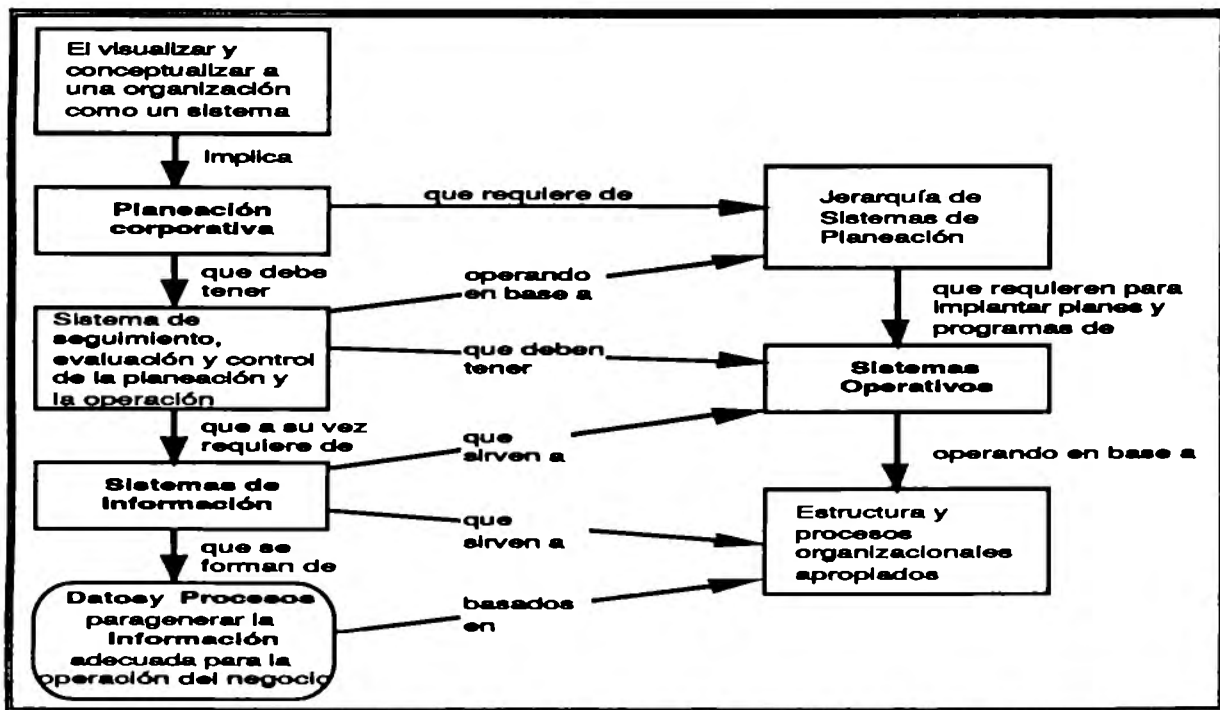 El visualizar y
conceptualizar a
una organización
como un sistema
implica
Planeación
corporativa
que requiere de
Jerarquía de
Sistemas de
Planeación
que debe
tener
operando
en base a
que requieren para
implantar planes y
programas de
Sistema de
seguimiento,
evaluación y control
de la planeación y
la operación
que deben
tener
Sistemas
Operativos
que a su vez
requiere de
que
sirven a
operando en base a
Sistemas de
Información
que
sirven a
Estructura y
procesos
organizacionales
apropiados
que se
forman de
Datosy Procesos
paragenerar la
Información
adecuada para la
operación del negocio
basados
en